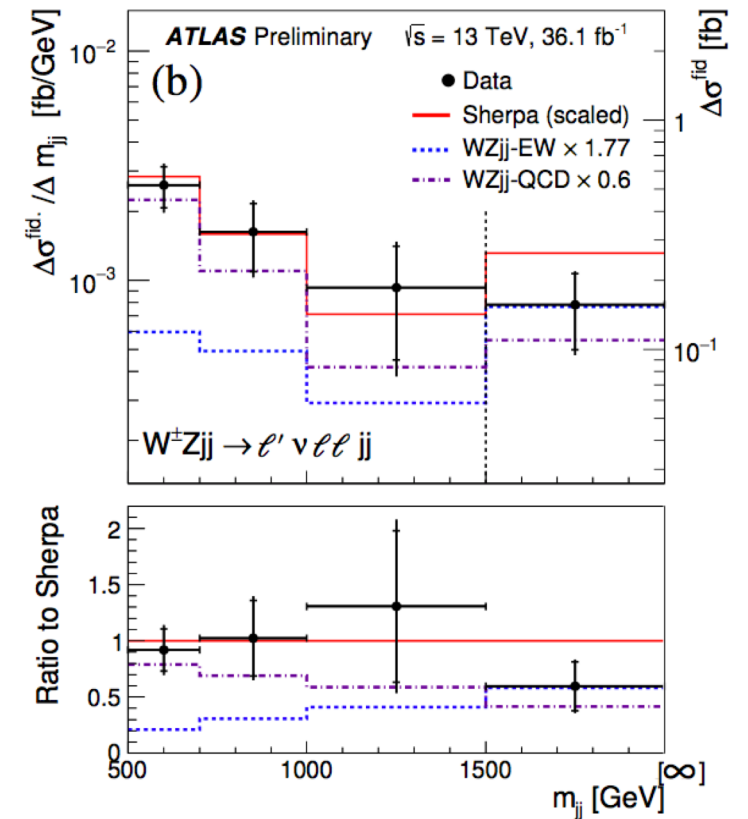 ATLAS Preliminary √s = 13 TeV, 36.1 fb⁻¹
(b)
Data
Sherpa (scaled)
WZjj-EW × 1.77
WZjj-QCD × 0.6
Δσ^fid. /Δ m_jj [fb/GeV]
10⁻²
10⁻³
Δσ^fid [fb]
1
10⁻¹
W^±Zjj → ℓ′ ν ℓ ℓ jj
Ratio to Sherpa
2
1.5
1
0.5
0
500 1000 1500 [∞]
m_jj [GeV]